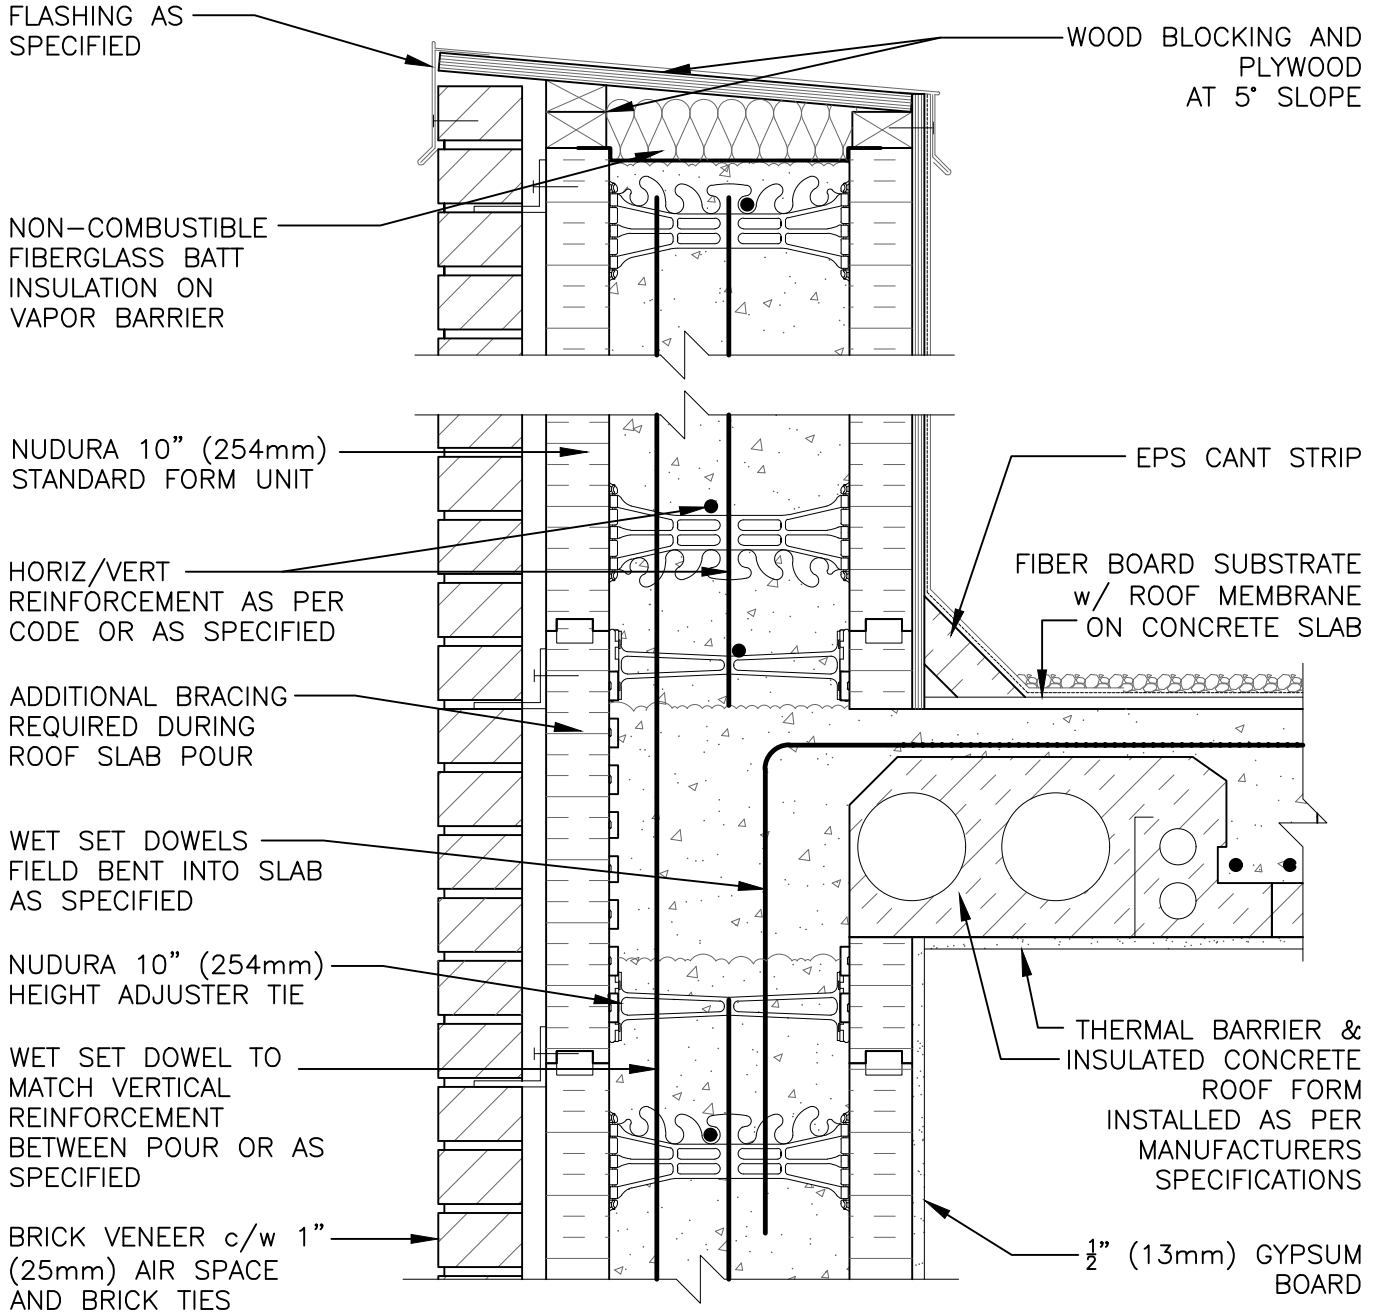 FLASHING AS
SPECIFIED
WOOD BLOCKING AND
PLYWOOD
AT 5° SLOPE
NON-COMBUSTIBLE
FIBERGLASS BATT
INSULATION ON
VAPOR BARRIER
NUDURA 10" (254mm)
STANDARD FORM UNIT
EPS CANT STRIP
HORIZ/VERT
REINFORCEMENT AS PER
CODE OR AS SPECIFIED
FIBER BOARD SUBSTRATE
w/ ROOF MEMBRANE
ON CONCRETE SLAB
ADDITIONAL BRACING
REQUIRED DURING
ROOF SLAB POUR
WET SET DOWELS
FIELD BENT INTO SLAB
AS SPECIFIED
NUDURA 10" (254mm)
HEIGHT ADJUSTER TIE
WET SET DOWEL TO
MATCH VERTICAL
REINFORCEMENT
BETWEEN POUR OR AS
SPECIFIED
THERMAL BARRIER &
INSULATED CONCRETE
ROOF FORM
INSTALLED AS PER
MANUFACTURERS
SPECIFICATIONS
BRICK VENEER c/w 1"
(25mm) AIR SPACE
AND BRICK TIES
½" (13mm) GYPSUM
BOARD